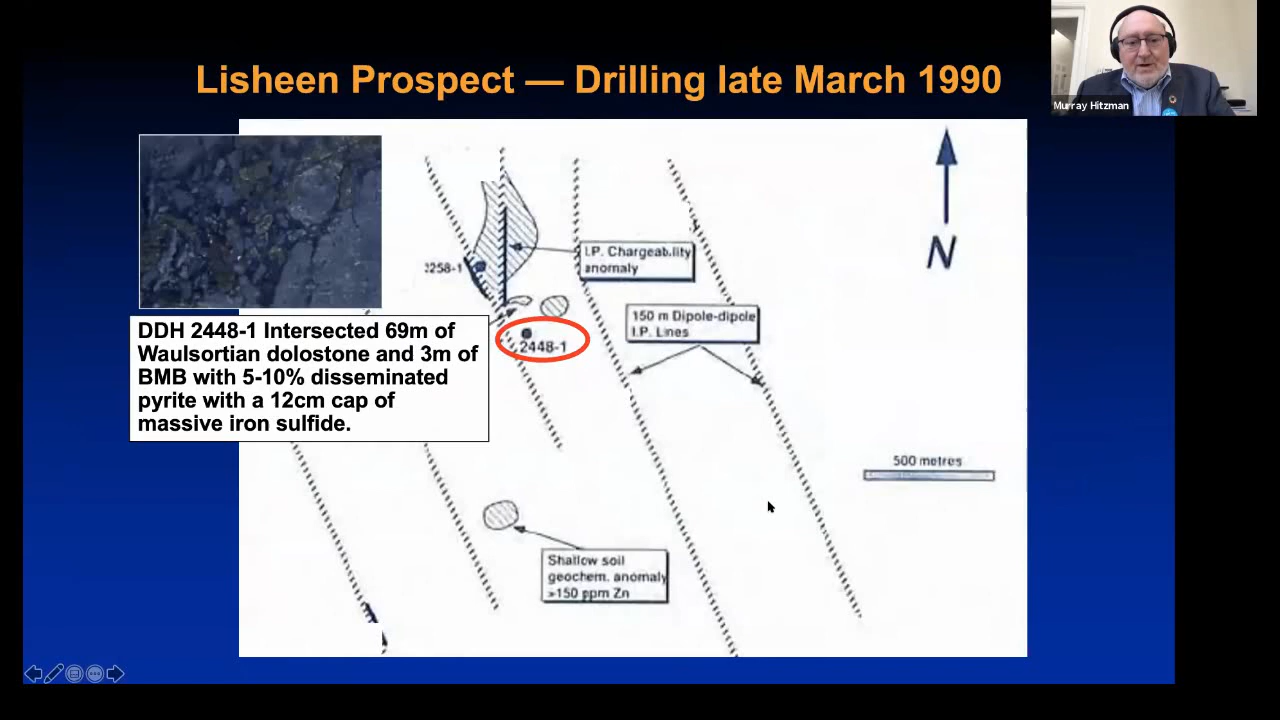 Lisheen Prospect — Drilling late March 1990
Murray Hitzman
N
I.P. Chargeability
anomaly
3258-1
150 m Dipole-dipole
I.P. Lines
2448-1
DDH 2448-1 Intersected 69m of
Waulsortian dolostone and 3m of
BMB with 5-10% disseminated
pyrite with a 12cm cap of
massive iron sulfide.
500 metres
Shallow soil
geochem. anomaly
>150 ppm Zn